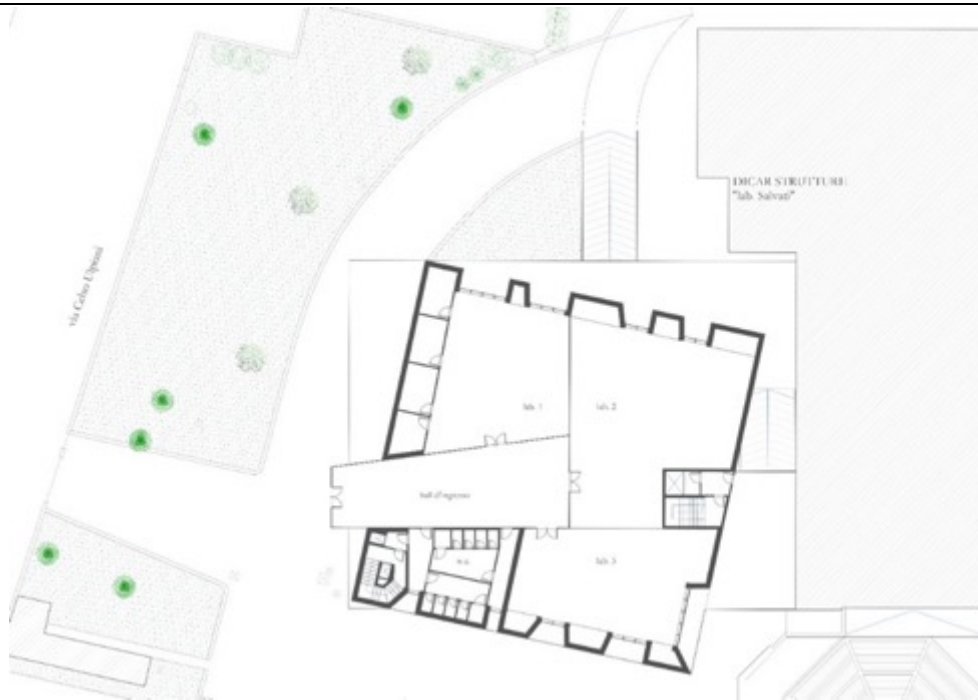 DICAR STRUTTURE
"lab. Salvati"
via Celso Ulpiani
lab. 1
lab. 2
hall d'ingresso
w.c.
lab. 3